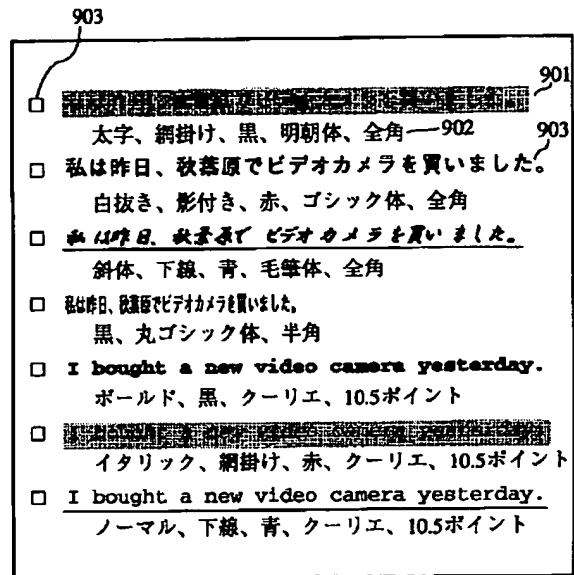 903
901
太字、網掛け、黒、明朝体、全角 902
私は昨日、秋葉原でビデオカメラを買いました。 903
白抜き、影付き、赤、ゴシック体、全角
私は昨日、秋葉原でビデオカメラを買いました。
斜体、下線、青、毛筆体、全角
私は昨日、秋葉原でビデオカメラを買いました。
黒、丸ゴシック体、半角
I bought a new video camera yesterday.
ボールド、黒、クーリエ、10.5ポイント
イタリック、網掛け、赤、クーリエ、10.5ポイント
I bought a new video camera yesterday.
ノーマル、下線、青、クーリエ、10.5ポイント